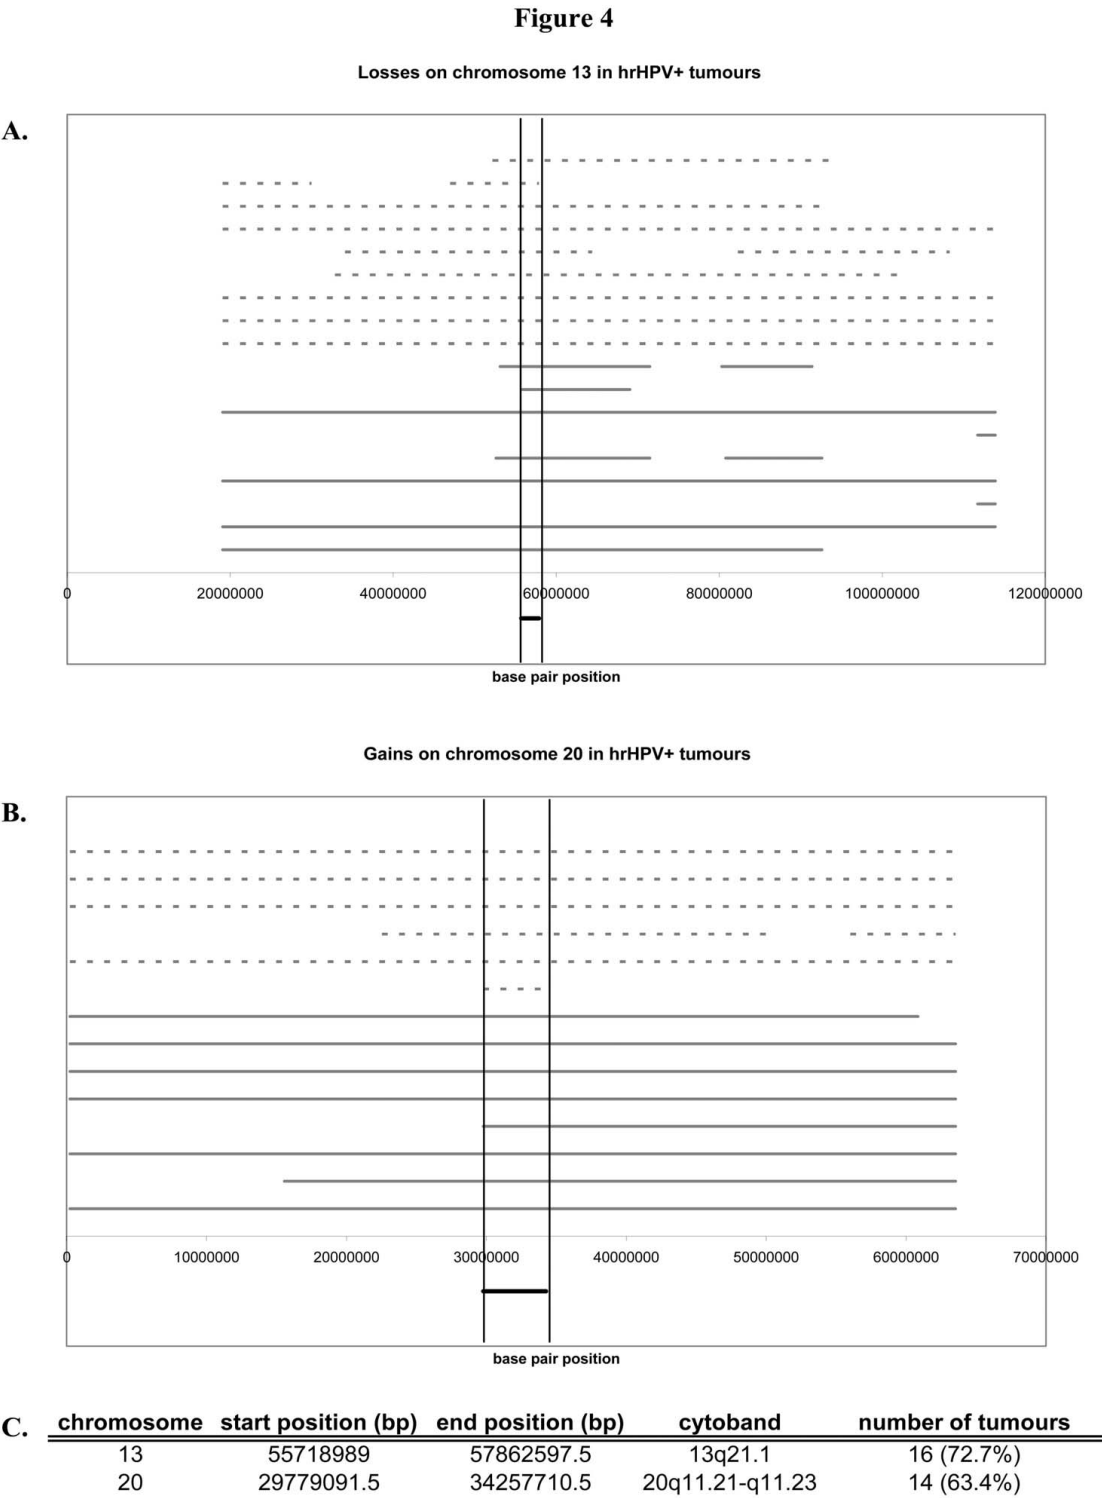 Figure 4
Losses on chromosome 13 in hrHPV+ tumours
A.
0 20000000 40000000 60000000 80000000 100000000 120000000
base pair position
Gains on chromosome 20 in hrHPV+ tumours
B.
0 10000000 20000000 30000000 40000000 50000000 60000000 70000000
base pair position
C. chromosome start position (bp) end position (bp) cytoband number of tumours
13 55718989 57862597.5 13q21.1 16 (72.7%)
20 29779091.5 34257710.5 20q11.21-q11.23 14 (63.4%)